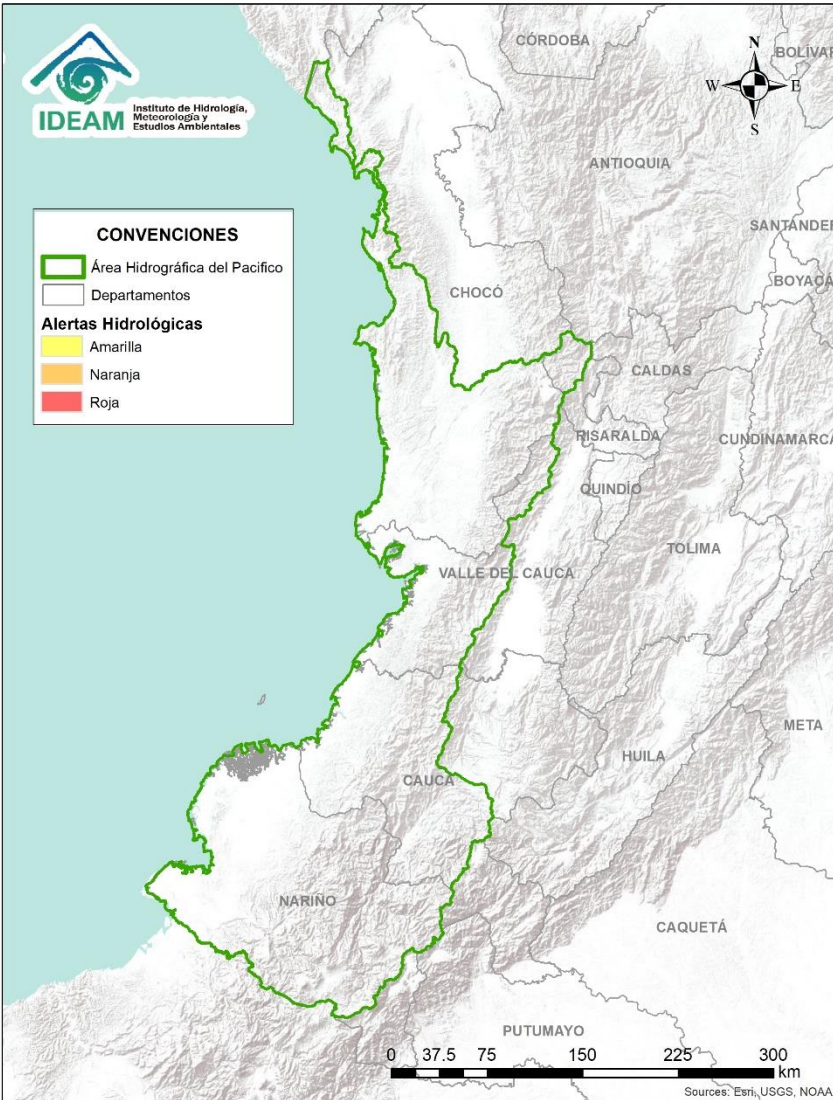 IDEAM
Instituto de Hidrología,
Meteorología y
Estudios Ambientales
N
W
E
S
CÓRDOBA
BOLÍVAR
ANTIOQUIA
SANTANDER
BOYACÁ
CONVENCIONES
Área Hidrográfica del Pacifico
Departamentos
Alertas Hidrológicas
Amarilla
Naranja
Roja
CHOCÓ
CALDAS
RISARALDA
CUNDINAMARCA
QUINDÍO
TOLIMA
VALLE DEL CAUCA
META
HUILA
CAUCA
NARIÑO
CAQUETÁ
PUTUMAYO
0 37.5 75 150 225 300
km
Sources: Esri, USGS, NOAA